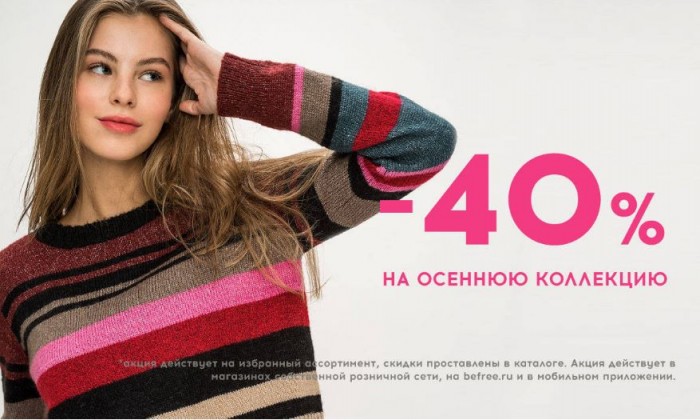 -40%
НА ОСЕННЮЮ КОЛЛЕКЦИЮ
*акция действует на избранный ассортимент, скидки проставлены в каталоге. Акция действует в
магазинах собственной розничной сети, на befree.ru и в мобильном приложении.